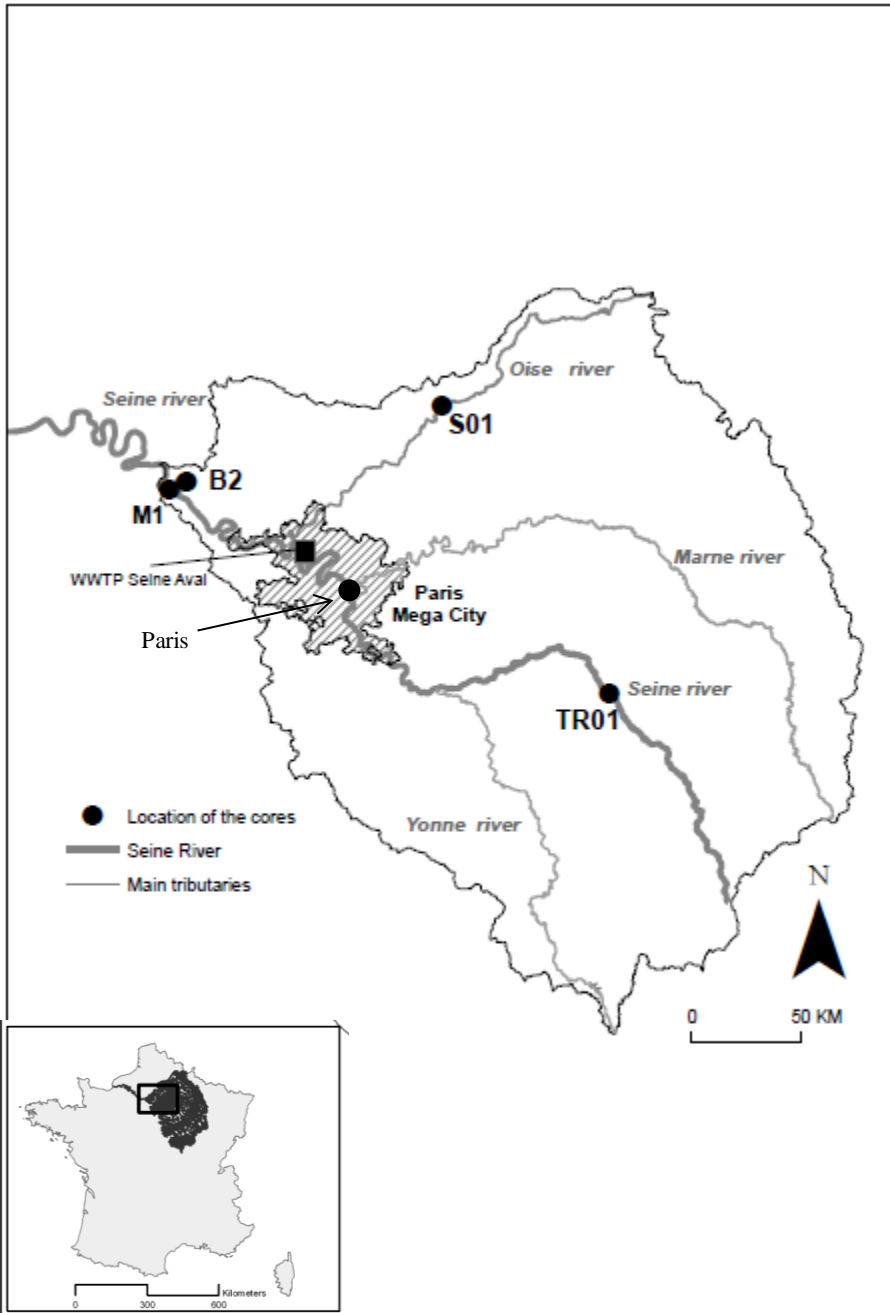 Oise river
Seine river
S01
B2
M1
Marne river
WWTP Seine Aval
Paris
Mega City
Paris
Seine river
TR01
Location of the cores
Yonne river
Seine River
Main tributaries
N
0 50 KM
Kilometers
0 300 600